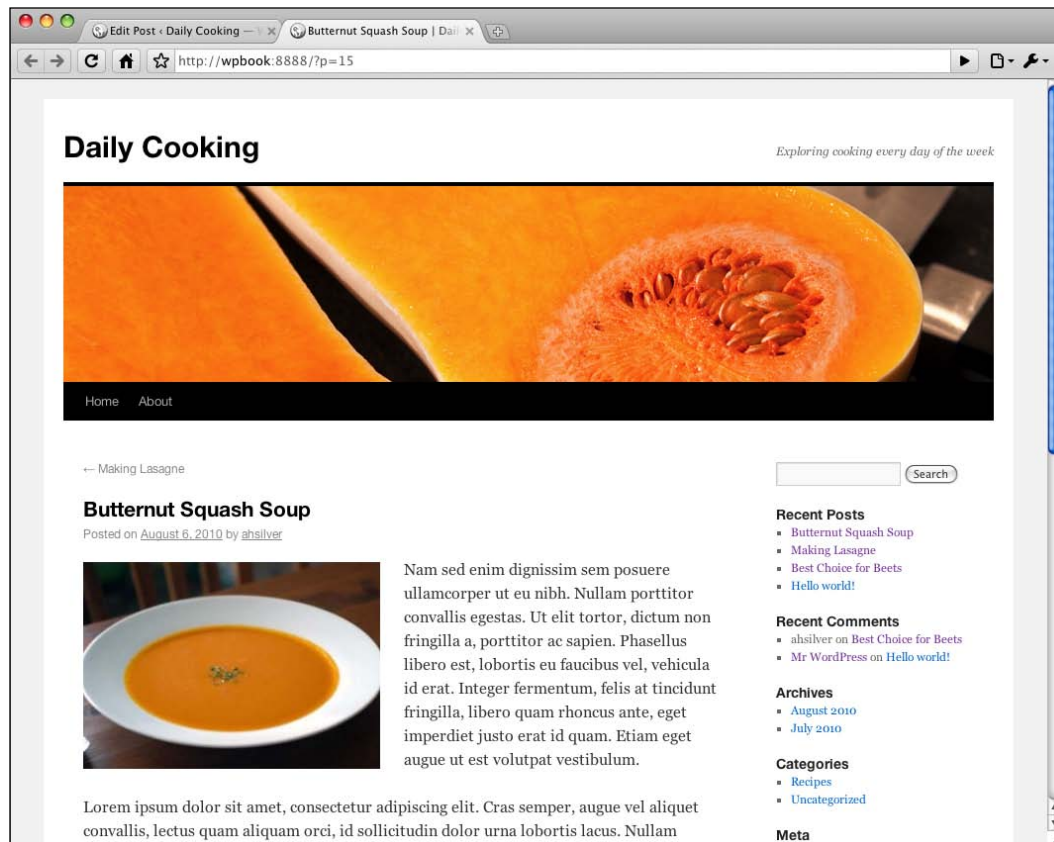 Edit Post ‹ Daily Cooking —
Butternut Squash Soup | Dai
http://wpbook:8888/?p=15
Daily Cooking
Exploring cooking every day of the week
Home About
← Making Lasagne
Butternut Squash Soup
Posted on August 6, 2010 by ahsilver
Nam sed enim dignissim sem posuere
ullamcorper ut eu nibh. Nullam porttitor
convallis egestas. Ut elit tortor, dictum non
fringilla a, porttitor ac sapien. Phasellus
libero est, lobortis eu faucibus vel, vehicula
id erat. Integer fermentum, felis at tincidunt
fringilla, libero quam rhoncus ante, eget
imperdiet justo erat id quam. Etiam eget
augue ut est volutpat vestibulum.
Lorem ipsum dolor sit amet, consectetur adipiscing elit. Cras semper, augue vel aliquet
convallis, lectus quam aliquam orci, id sollicitudin dolor urna lobortis lacus. Nullam
Search
Recent Posts
Butternut Squash Soup
Making Lasagne
Best Choice for Beets
Hello world!
Recent Comments
ahsilver on Best Choice for Beets
Mr WordPress on Hello world!
Archives
August 2010
July 2010
Categories
Recipes
Uncategorized
Meta